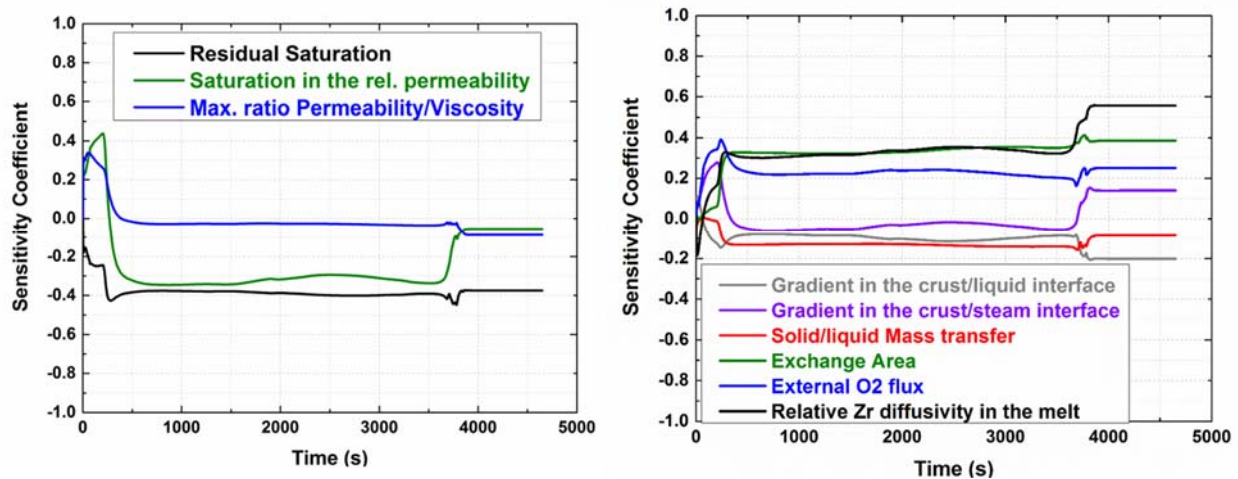 1.0
0.8
0.6
0.4
0.2
0.0
-0.2
-0.4
-0.6
-0.8
-1.0
Sensitivity Coefficient
Residual Saturation
Saturation in the rel. permeability
Max. ratio Permeability/Viscosity
0 1000 2000 3000 4000 5000
Time (s)
1.0
0.8
0.6
0.4
0.2
0.0
-0.2
-0.4
-0.6
-0.8
-1.0
Sensitivity Coefficient
-0.2
Gradient in the crust/liquid interface
Gradient in the crust/steam interface
Solid/liquid Mass transfer
Exchange Area
External O2 flux
Relative Zr diffusivity in the melt
0 1000 2000 3000 4000 5000
Time (s)